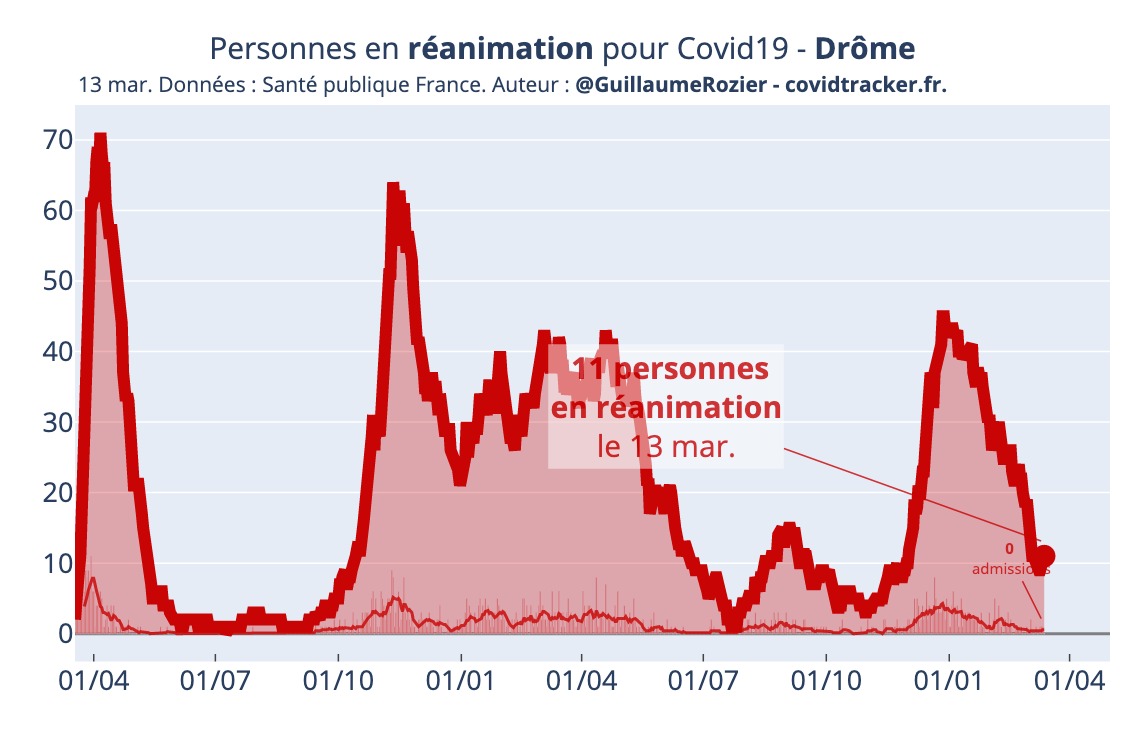 Personnes en réanimation pour Covid19 - Drôme
13 mar. Données : Santé publique France. Auteur : @GuillaumeRozier - covidtracker.fr.
70
60
50
40
30
20
10
0
11 personnes
en réanimation
le 13 mar.
0
admissions
01/04 01/07 01/10 01/01 01/04 01/07 01/10 01/01 01/04